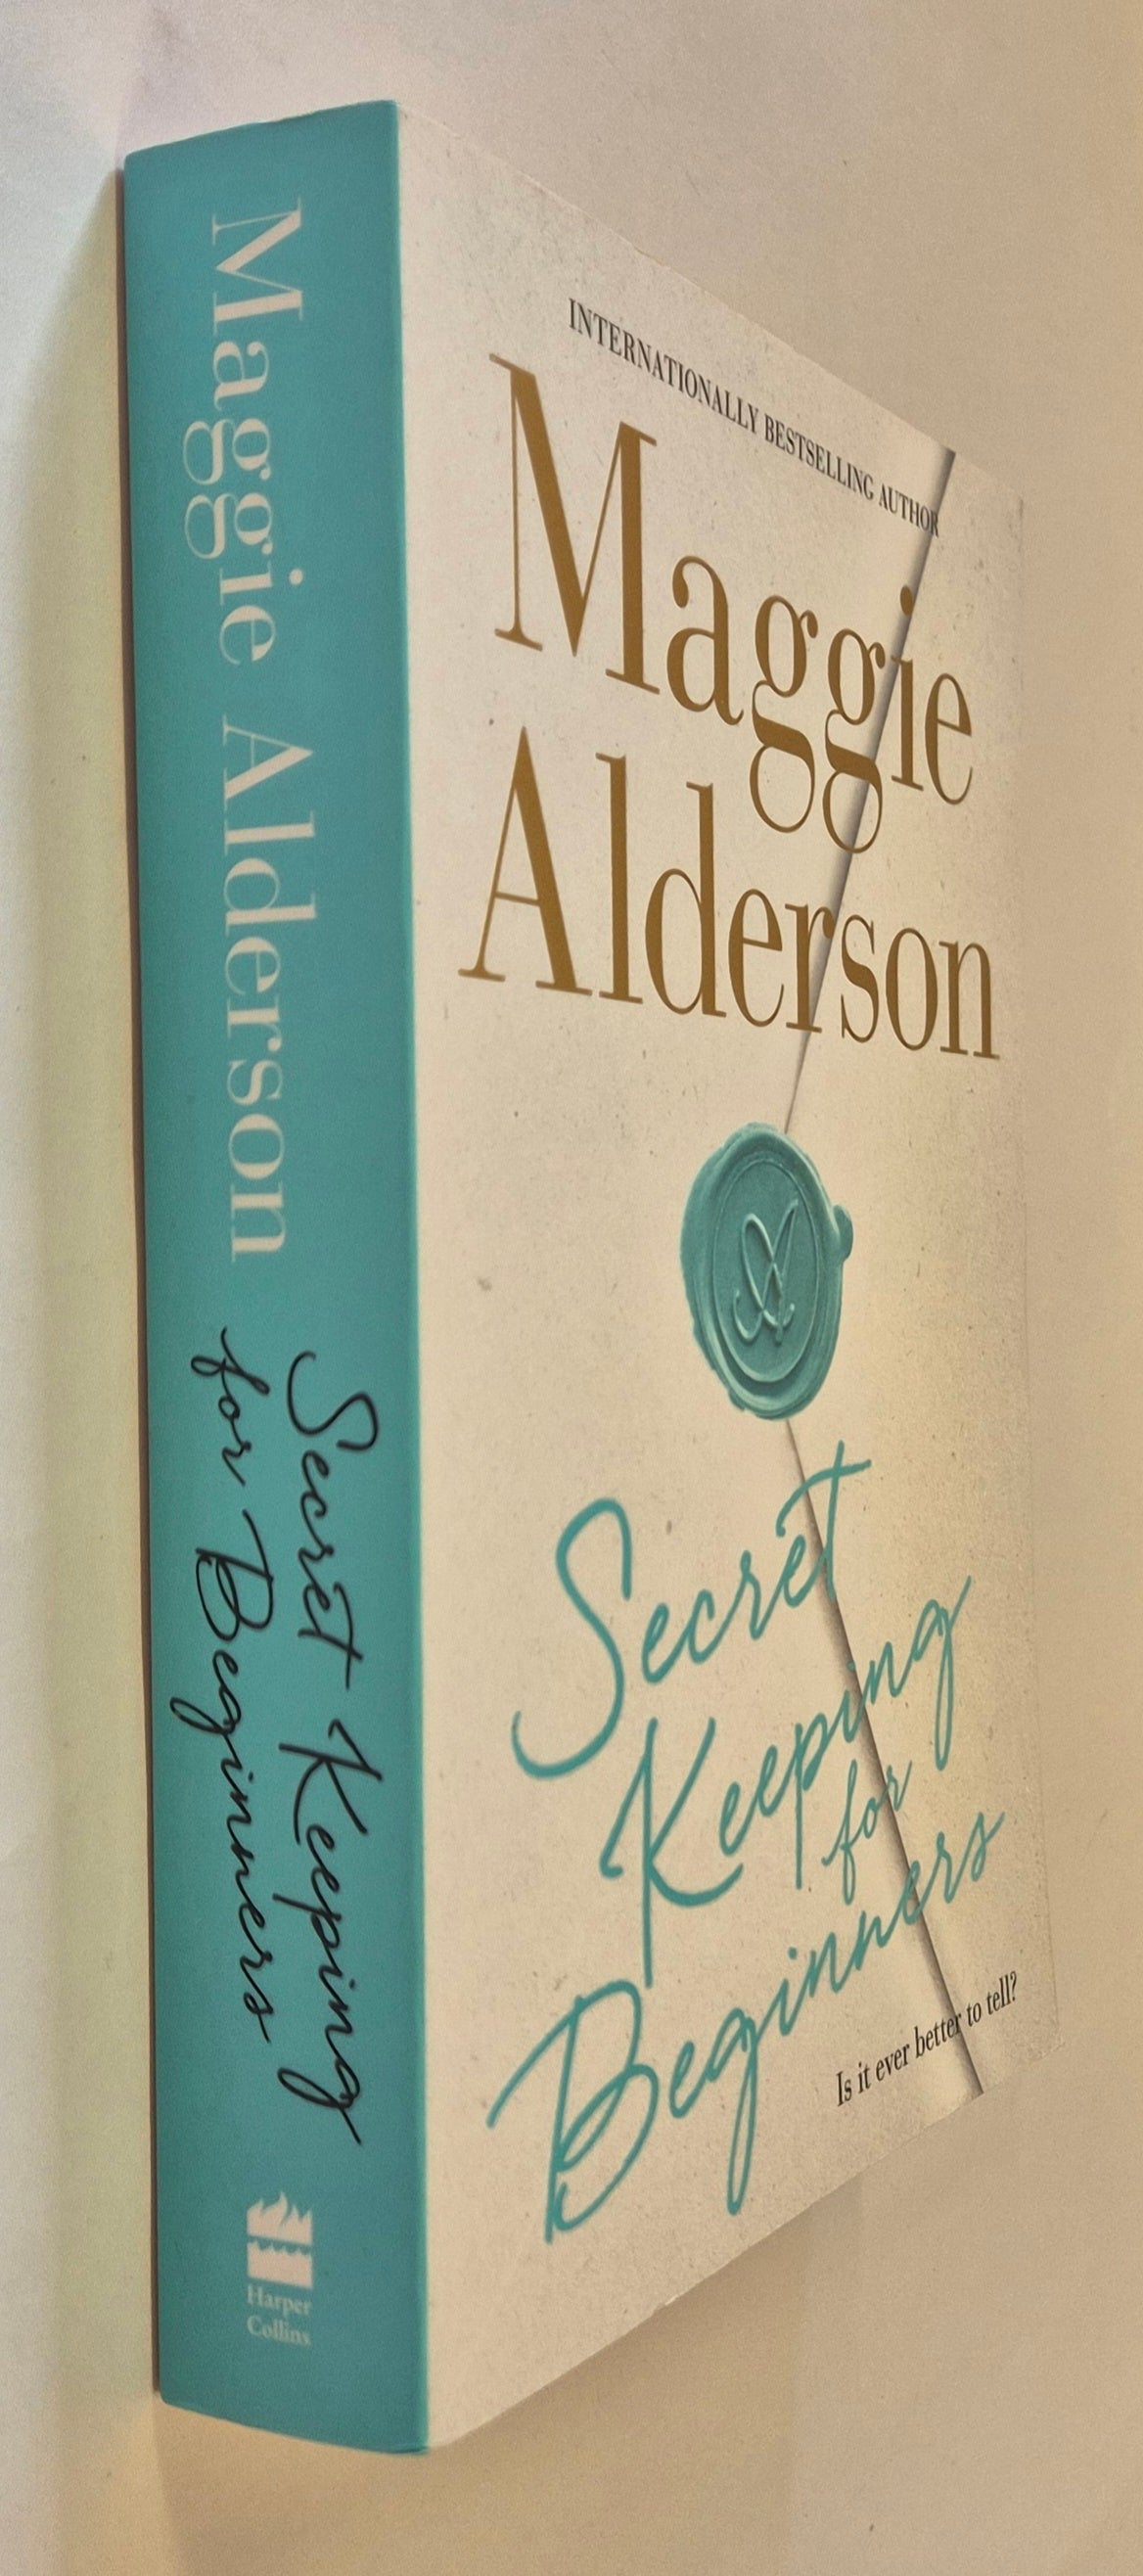 Maggie Alderson
Secret Keeping
for Beginners
Harper
Collins
INTERNATIONALLY BESTSELLING AUTHOR
Maggie
Alderson
Secret
Keeping
for
Beginners
Is it ever better to tell?